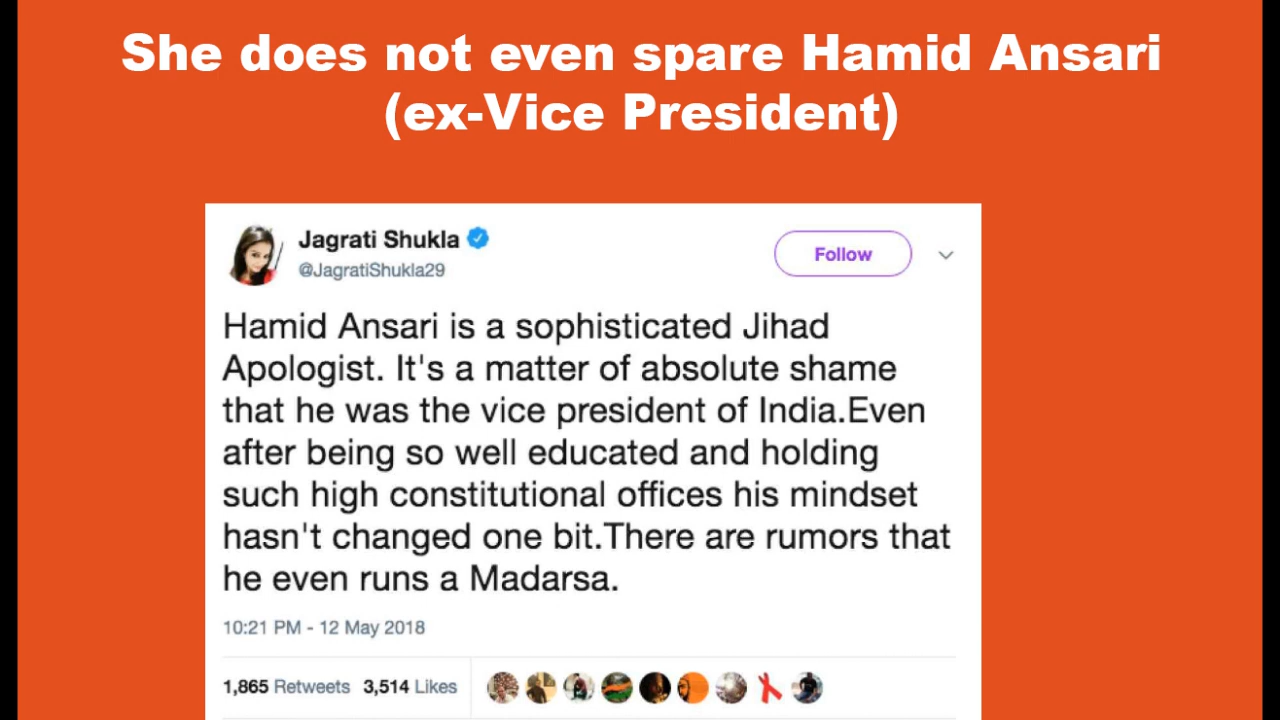 She does not even spare Hamid Ansari
(ex-Vice President)
Jagrati Shukla
@JagratiShukla29
Follow
Hamid Ansari is a sophisticated Jihad
Apologist. It's a matter of absolute shame
that he was the vice president of India.Even
after being so well educated and holding
such high constitutional offices his mindset
hasn't changed one bit.There are rumors that
he even runs a Madarsa.
10:21 PM - 12 May 2018
1,865 Retweets 3,514 Likes